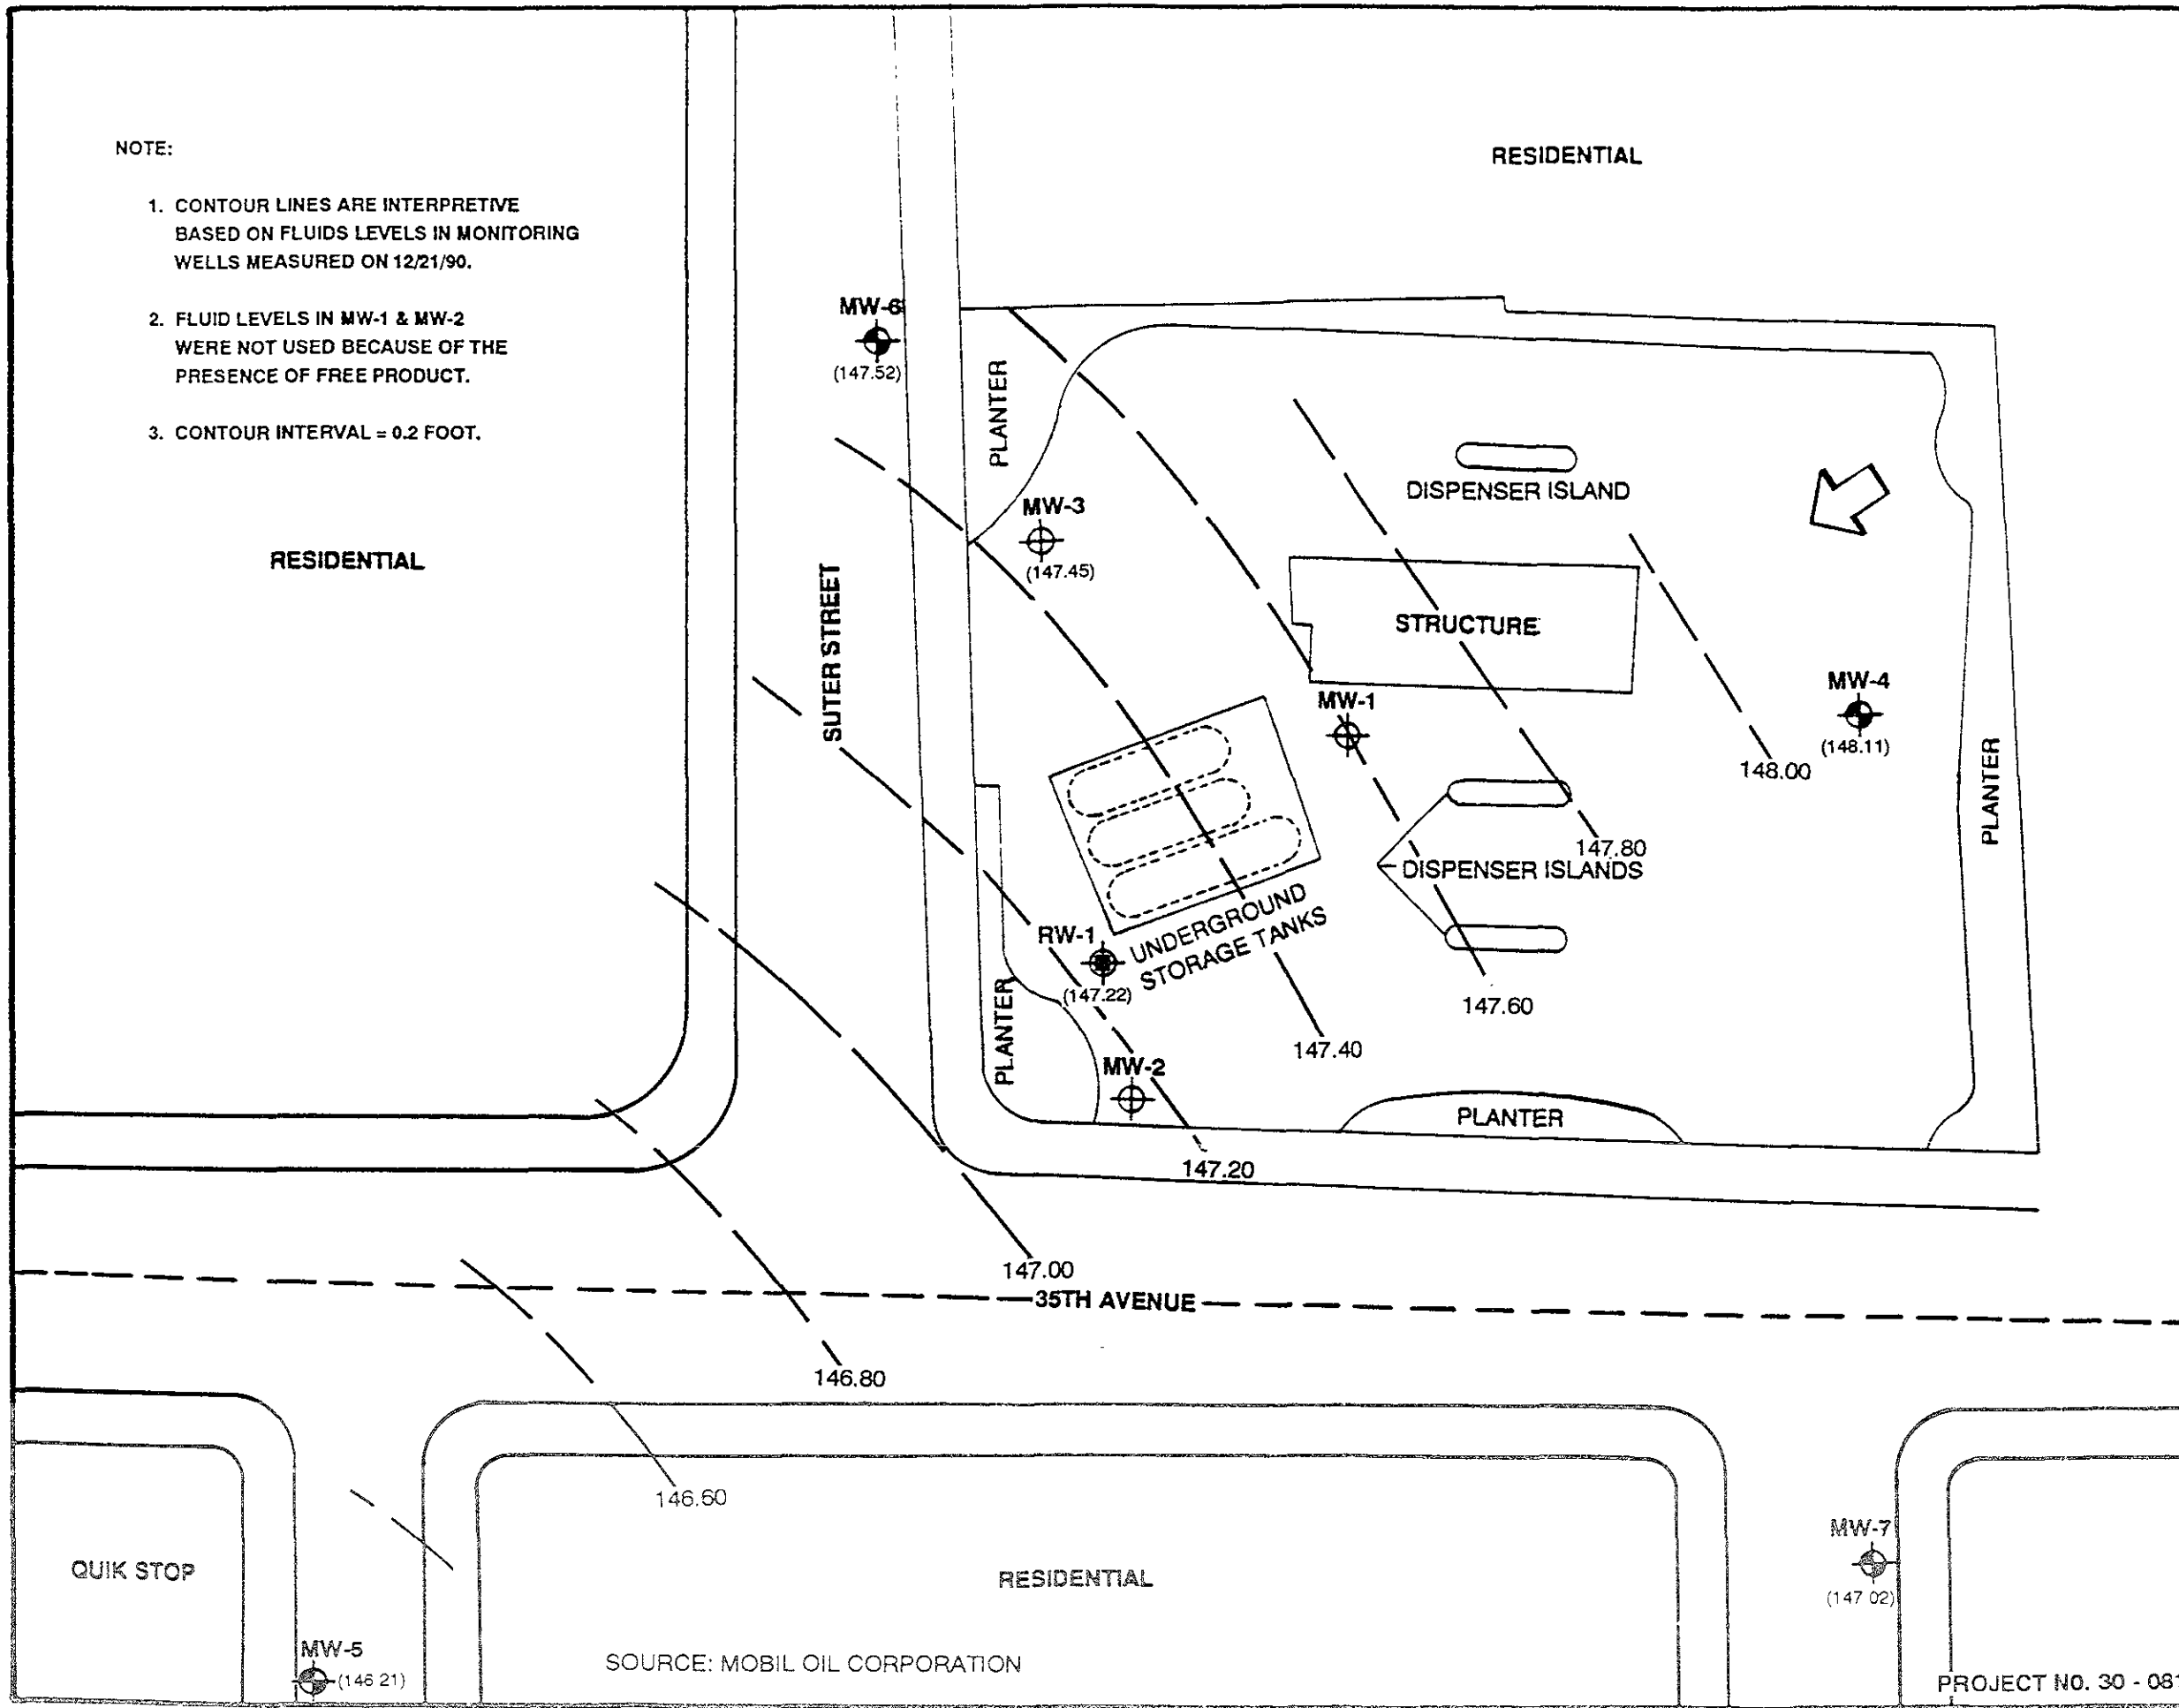 NOTE:
1. CONTOUR LINES ARE INTERPRETIVE
BASED ON FLUIDS LEVELS IN MONITORING
WELLS MEASURED ON 12/21/90.
2. FLUID LEVELS IN MW-1 & MW-2
WERE NOT USED BECAUSE OF THE
PRESENCE OF FREE PRODUCT.
3. CONTOUR INTERVAL = 0.2 FOOT.
RESIDENTIAL
RESIDENTIAL
MW-6
(147.52)
PLANTER
MW-3
(147.45)
SUTER STREET
DISPENSER ISLAND
STRUCTURE
MW-4
(148.11)
148.00
PLANTER
MW-1
147.80
DISPENSER ISLANDS
UNDERGROUND
STORAGE TANKS
RW-1
(147.22)
147.60
147.40
PLANTER
MW-2
PLANTER
147.20
147.00
35TH AVENUE
146.80
146.60
QUIK STOP
RESIDENTIAL
MW-7
(147 02)
MW-5
(146 21)
SOURCE: MOBIL OIL CORPORATION
PROJECT NO. 30 - 081